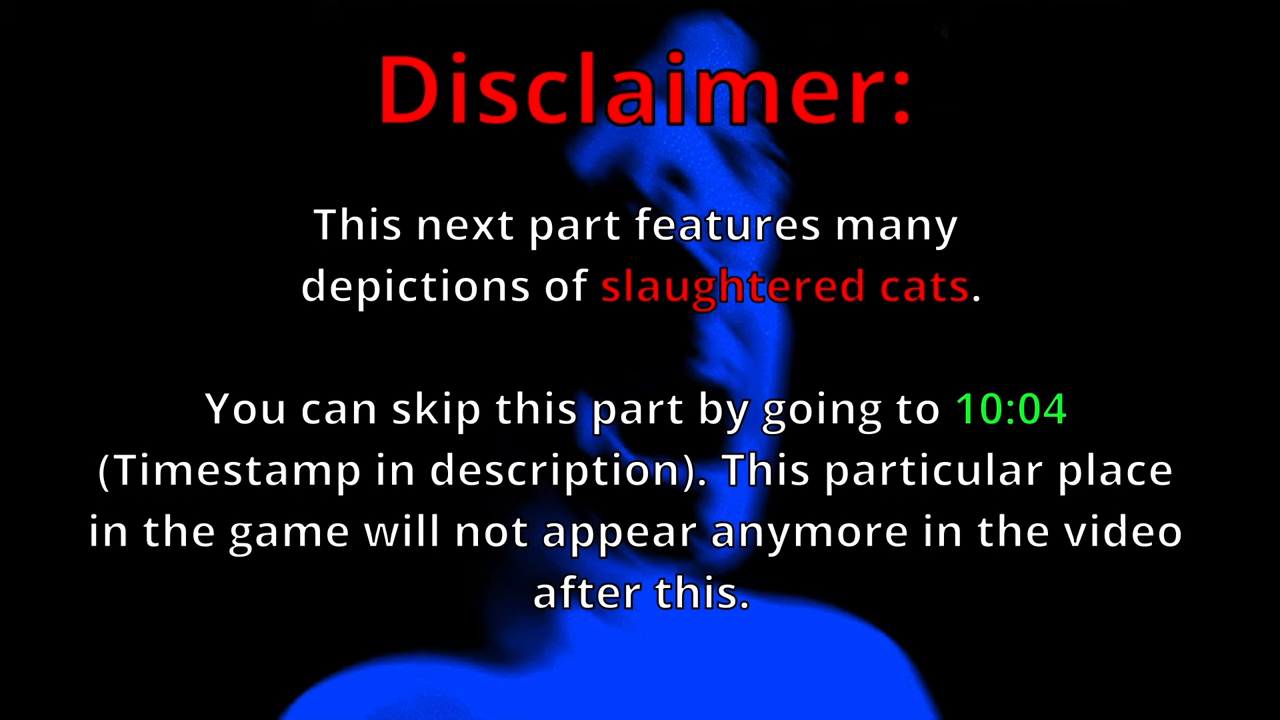 Disclaimer:
This next part features many
depictions of slaughtered cats.
You can skip this part by going to 10:04
(Timestamp in description). This particular place
in the game will not appear anymore in the video
after this.